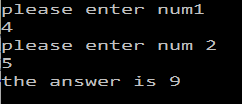 please enter num1
4
please enter num 2
5
the answer is 9